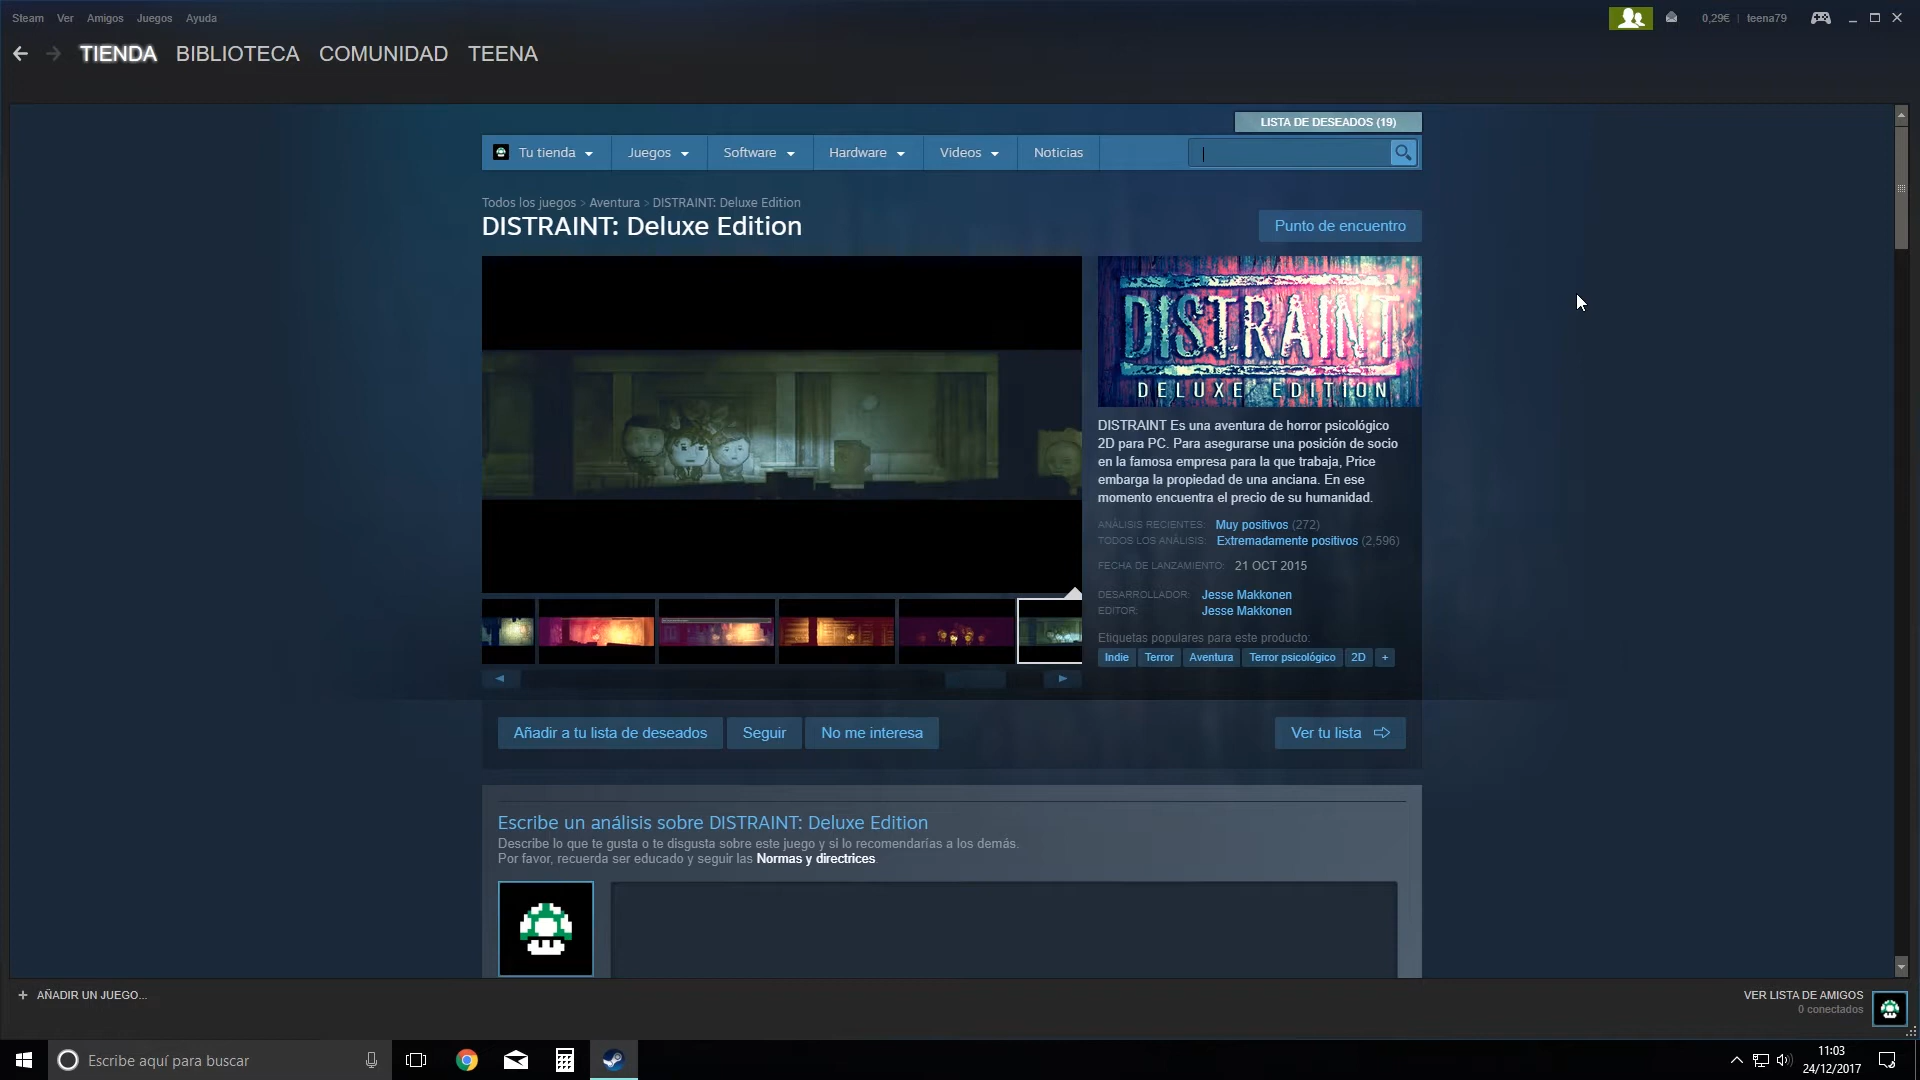 Steam Ver Amigos Juegos Ayuda
0,29€ | teena79
TIENDA BIBLIOTECA COMUNIDAD TEENA
LISTA DE DESEADOS (19)
Tu tienda Juegos Software Hardware Videos Noticias
Todos los juegos > Aventura > DISTRAINT: Deluxe Edition
DISTRAINT: Deluxe Edition
Punto de encuentro
DISTRAINT
DELUXE EDITION
DISTRAINT Es una aventura de horror psicológico
2D para PC. Para asegurarse una posición de socio
en la famosa empresa para la que trabaja, Price
embarga la propiedad de una anciana. En ese
momento encuentra el precio de su humanidad.
ANÁLISIS RECIENTES: Muy positivos (272)
TODOS LOS ANÁLISIS: Extremadamente positivos (2,596)
FECHA DE LANZAMIENTO: 21 OCT 2015
DESARROLLADOR: Jesse Makkonen
EDITOR: Jesse Makkonen
Etiquetas populares para este producto:
Indie Terror Aventura Terror psicológico 2D +
Añadir a tu lista de deseados Seguir No me interesa Ver tu lista
Escribe un análisis sobre DISTRAINT: Deluxe Edition
Describe lo que te gusta o te disgusta sobre este juego y si lo recomendarías a los demás.
Por favor, recuerda ser educado y seguir las Normas y directrices.
+ AÑADIR UN JUEGO...
VER LISTA DE AMIGOS
0 conectados
Escribe aquí para buscar
11:03
24/12/2017